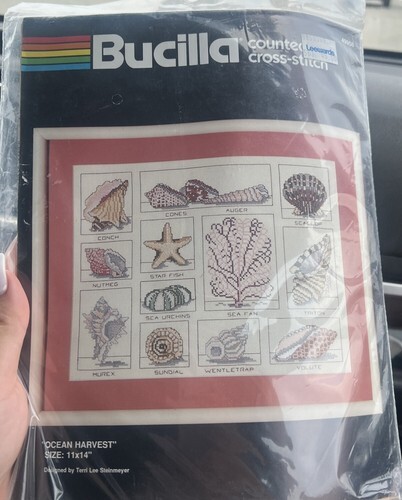 Bucilla®
counted
Leewards
cross-stitch
CONCH
CONES
AUGER
SCALLOP
NUTMEG
STAR FISH
SEA URCHINS
SEA FAN
TRITON
MUREX
SUNDIAL
WENTLETRAP
VOLUTE
"OCEAN HARVEST"
SIZE: 11x14"
Designed by Terri Lee Steinmeyer